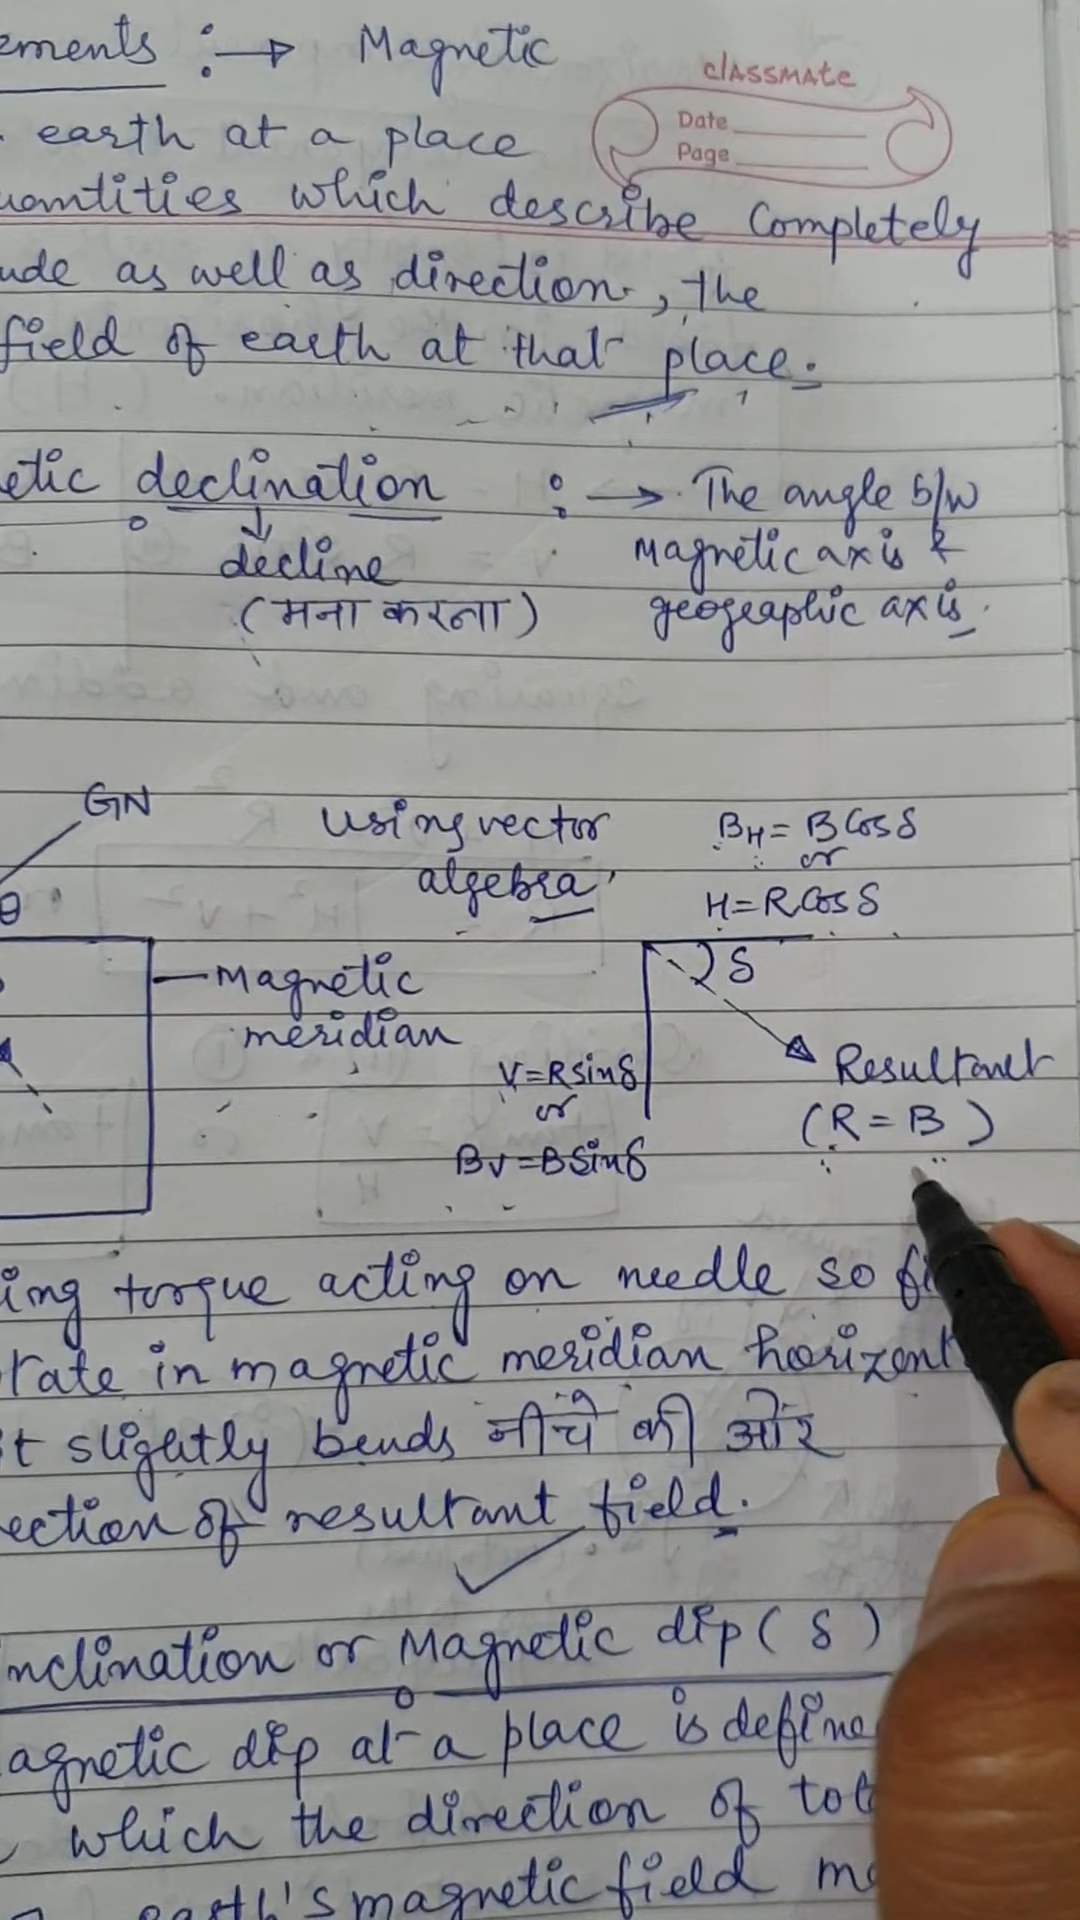 ements :→ Magnetic
classmate
Date
Page
earth at a place
uantities which describe completely
ude as well as direction, the
field of earth at that place.
etic declination :→ The angle b/w
magnetic axis &
geographic axis.
decline
(मना करना)
GN
θ
using vector
algebra
BH = B Cos δ
or
H = R Cos δ
Magnetic
meridian
δ
V = R sin δ
or
BV = B sin δ
Resultant
(R = B)
ing torque acting on needle so
rate in magnetic meridian horizont
t slightly bends नीचे की ओर
ection of resultant field.
nclination or Magnetic dip (δ)
agnetic dip at a place is define
which the direction of tot
earth's magnetic field